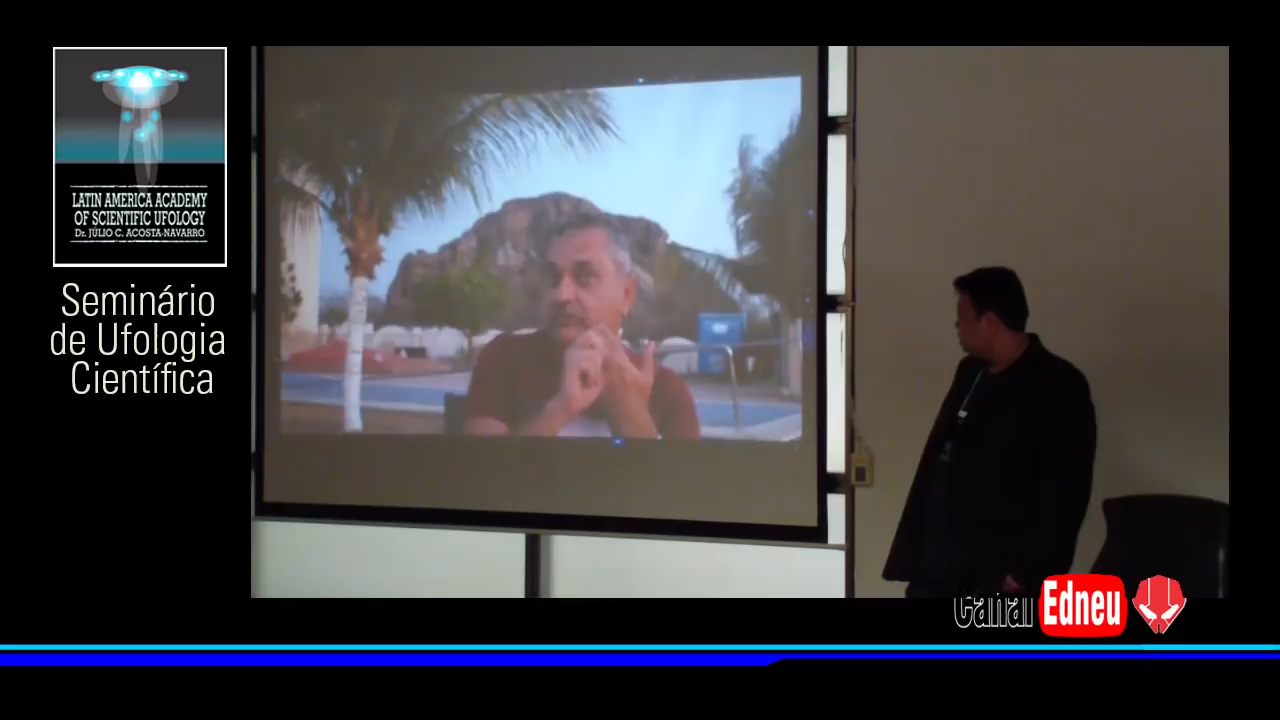 LATIN AMERICA ACADEMY
OF SCIENTIFIC UFOLOGY
Dr. JÚLIO C. ACOSTA-NAVARRO
Seminário
de Ufologia
Científica
Canal Edneu